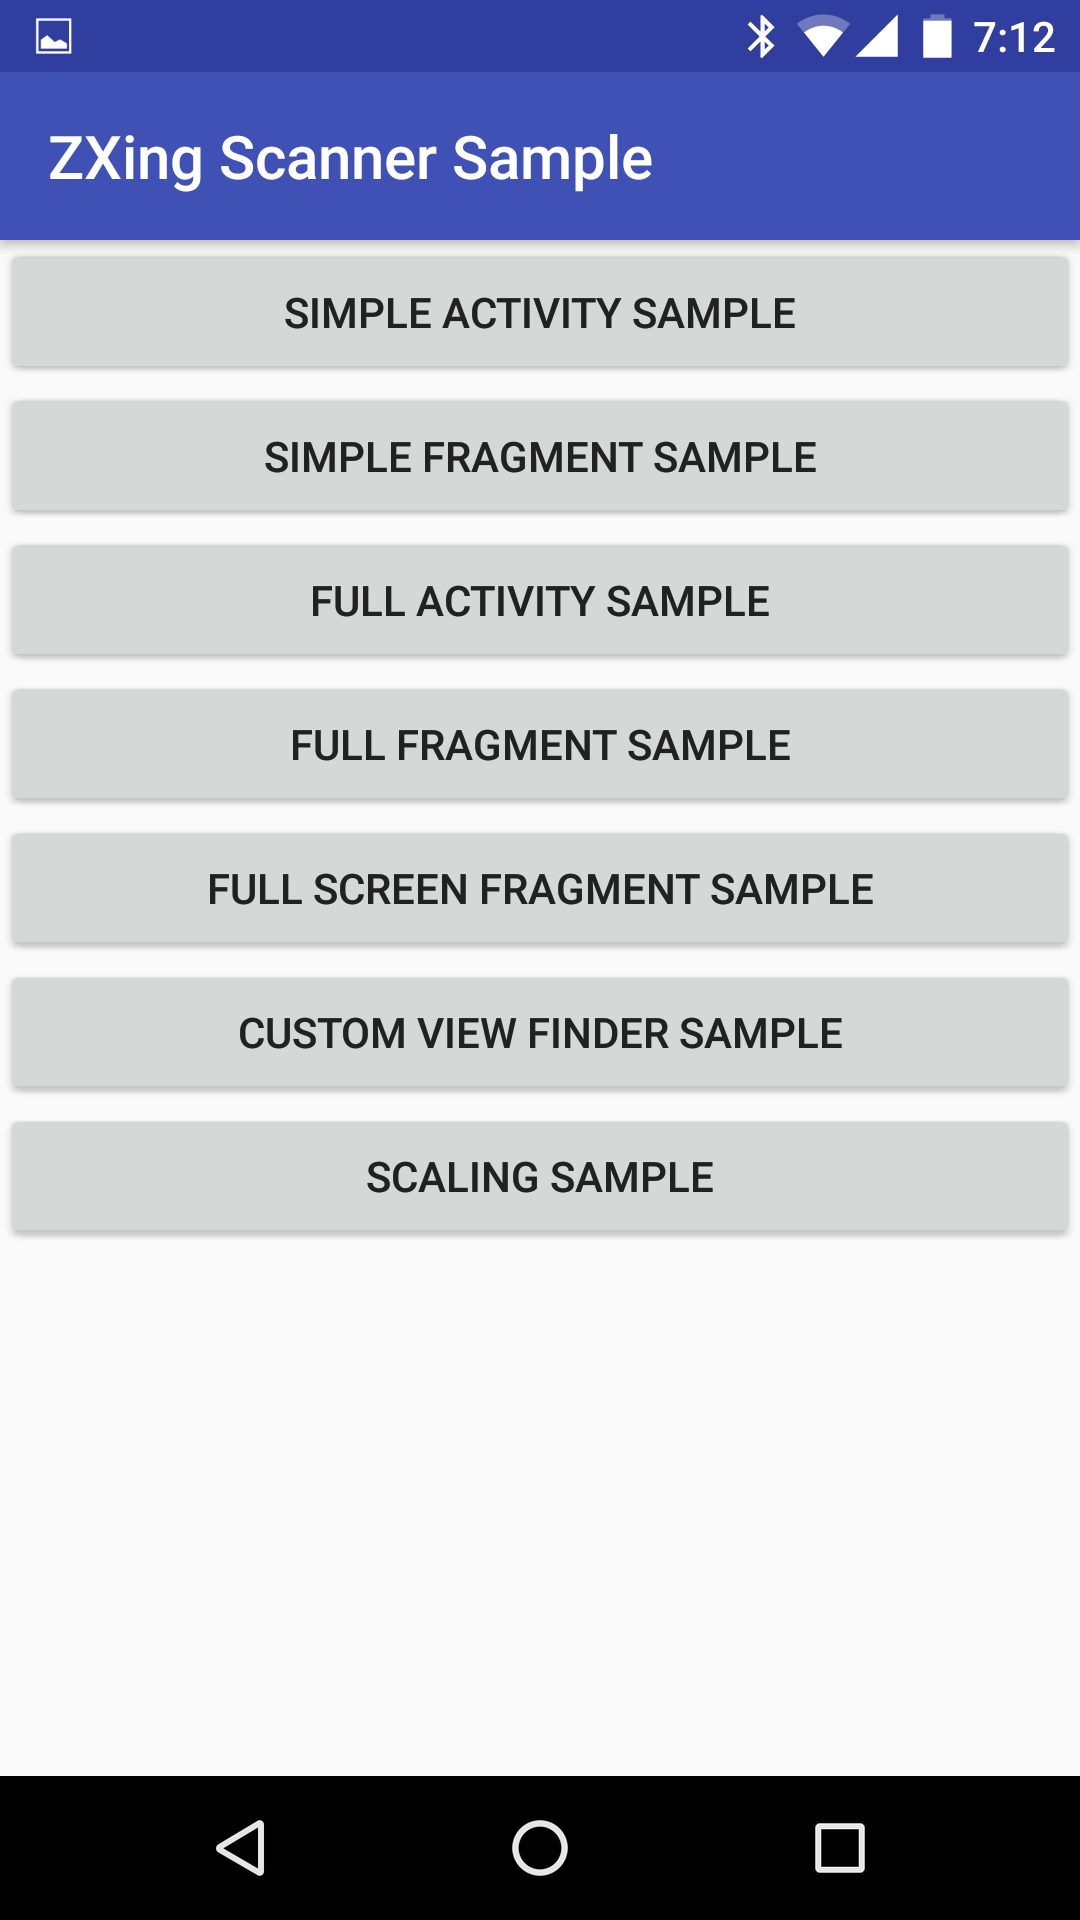 7:12
ZXing Scanner Sample
SIMPLE ACTIVITY SAMPLE
SIMPLE FRAGMENT SAMPLE
FULL ACTIVITY SAMPLE
FULL FRAGMENT SAMPLE
FULL SCREEN FRAGMENT SAMPLE
CUSTOM VIEW FINDER SAMPLE
SCALING SAMPLE